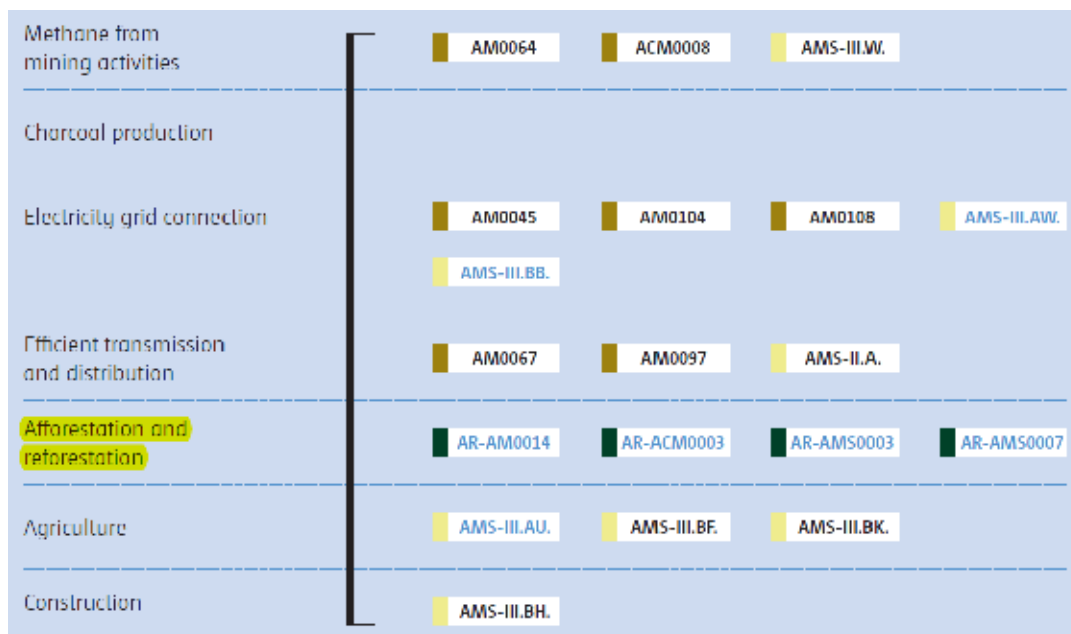 Methane from
mining activities
AM0064 ACM0008 AMS-III.W.
Charcoal production
Electricity grid connection
AM0045 AM0104 AM0108 AMS-III.AW.
AMS-III.BB.
Efficient transmission
and distribution
AM0067 AM0097 AMS-II.A.
Afforestation and
reforestation
AR-AM0014 AR-ACM0003 AR-AMS0003 AR-AMS0007
Agriculture
AMS-III.AU. AMS-III.BF. AMS-III.BK.
Construction
AMS-III.BH.